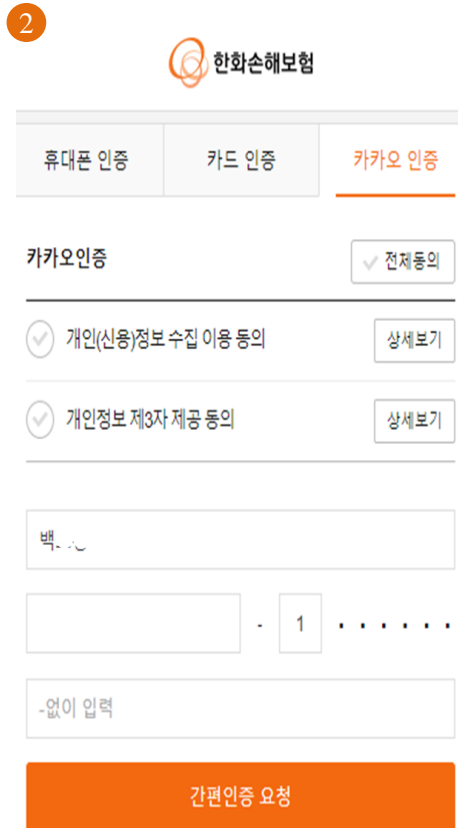 2
한화손해보험
휴대폰 인증 카드 인증 카카오 인증
카카오인증 전체동의
개인(신용)정보 수집 이용 동의 상세보기
개인정보 제3자 제공 동의 상세보기
백
- 1 · · · · · ·
-없이 입력
간편인증 요청